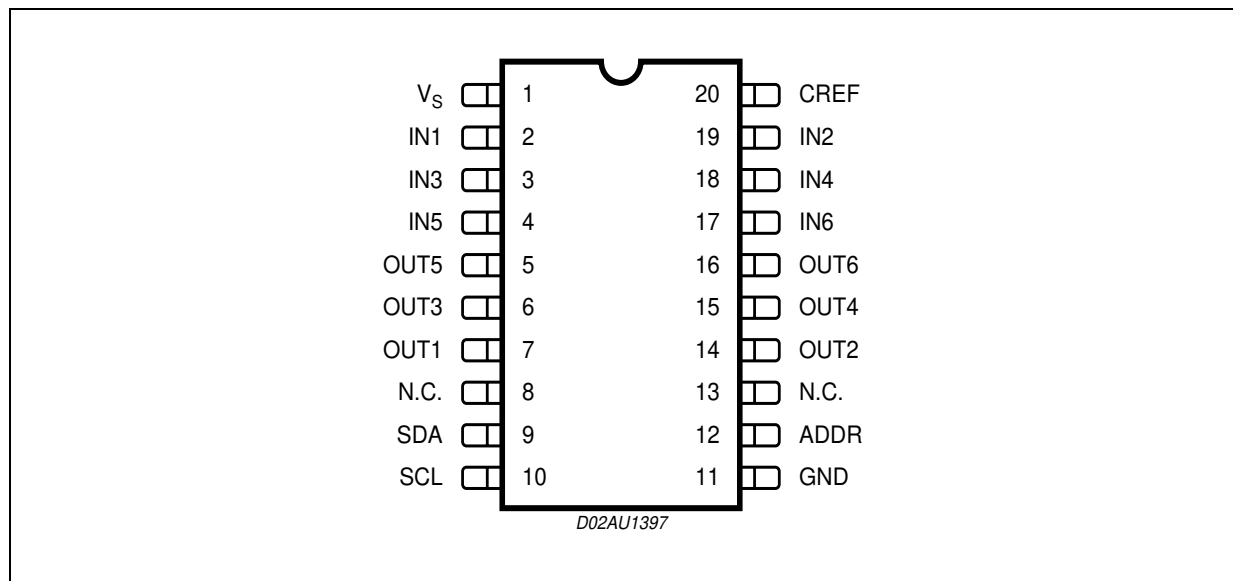 VS 1 20 CREF
IN1 2 19 IN2
IN3 3 18 IN4
IN5 4 17 IN6
OUT5 5 16 OUT6
OUT3 6 15 OUT4
OUT1 7 14 OUT2
N.C. 8 13 N.C.
SDA 9 12 ADDR
SCL 10 11 GND
D02AU1397